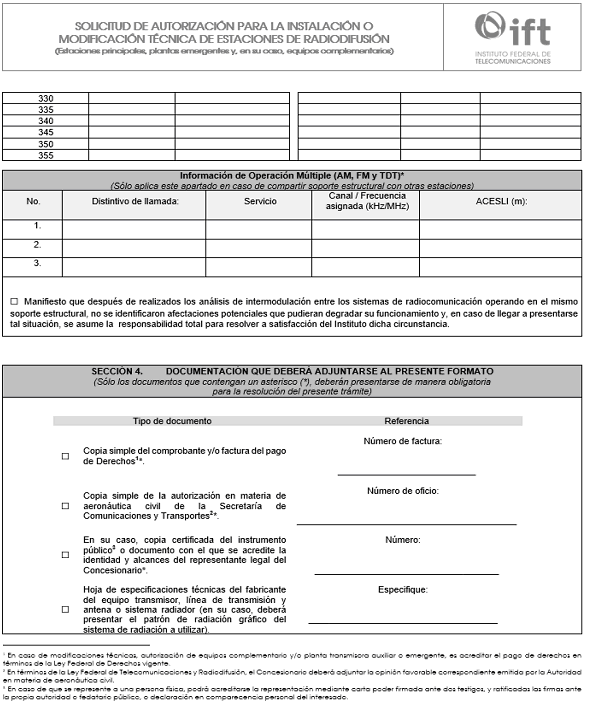 SOLICITUD DE AUTORIZACIÓN PARA LA INSTALACIÓN O
MODIFICACIÓN TÉCNICA DE ESTACIONES DE RADIODIFUSIÓN
(Estaciones principales, plantas emergentes y, en su caso, equipos complementarios)
ift
INSTITUTO FEDERAL DE
TELECOMUNICACIONES
330
335
340
345
350
355
Información de Operación Múltiple (AM, FM y TDT)*
(Sólo aplica este apartado en caso de compartir soporte estructural con otras estaciones)
No. Distintivo de llamada: Servicio Canal / Frecuencia asignada (kHz/MHz) ACESLI (m):
1.
2.
3.
☐ Manifiesto que después de realizados los análisis de intermodulación entre los sistemas de radiocomunicación operando en el mismo
soporte estructural, no se identificaron afectaciones potenciales que pudieran degradar su funcionamiento y, en caso de llegar a presentarse
tal situación, se asume la responsabilidad total para resolver a satisfacción del Instituto dicha circunstancia.
SECCIÓN 4. DOCUMENTACIÓN QUE DEBERÁ ADJUNTARSE AL PRESENTE FORMATO
(Sólo los documentos que contengan un asterisco (*), deberán presentarse de manera obligatoria
para la resolución del presente trámite)
Tipo de documento Referencia
☐ Copia simple del comprobante y/o factura del pago
de Derechos¹*.
Número de factura:
☐ Copia simple de la autorización en materia de
aeronáutica civil de la Secretaría de
Comunicaciones y Transportes²*.
Número de oficio:
☐ En su caso, copia certificada del instrumento
público³ o documento con el que se acredite la
identidad y alcances del representante legal del
Concesionario*.
Número:
☐ Hoja de especificaciones técnicas del fabricante
del equipo transmisor, línea de transmisión y
antena o sistema radiador (en su caso, deberá
presentar el patrón de radiación gráfico del
sistema de radiación a utilizar).
Especifique:
¹ En caso de modificaciones técnicas, autorización de equipos complementario y/o planta transmisora auxiliar o emergente, es acreditar el pago de derechos en
términos de la Ley Federal de Derechos vigente.
² En términos de la Ley Federal de Telecomunicaciones y Radiodifusión, el Concesionario deberá adjuntar la opinión favorable correspondiente emitida por la Autoridad
en materia de aeronáutica civil.
³ En caso de que se represente a una persona física, podrá acreditarse la representación mediante carta poder firmada ante dos testigos, y ratificadas las firmas ante
la propia autoridad o fedatario público, o declaración en comparecencia personal del interesado.